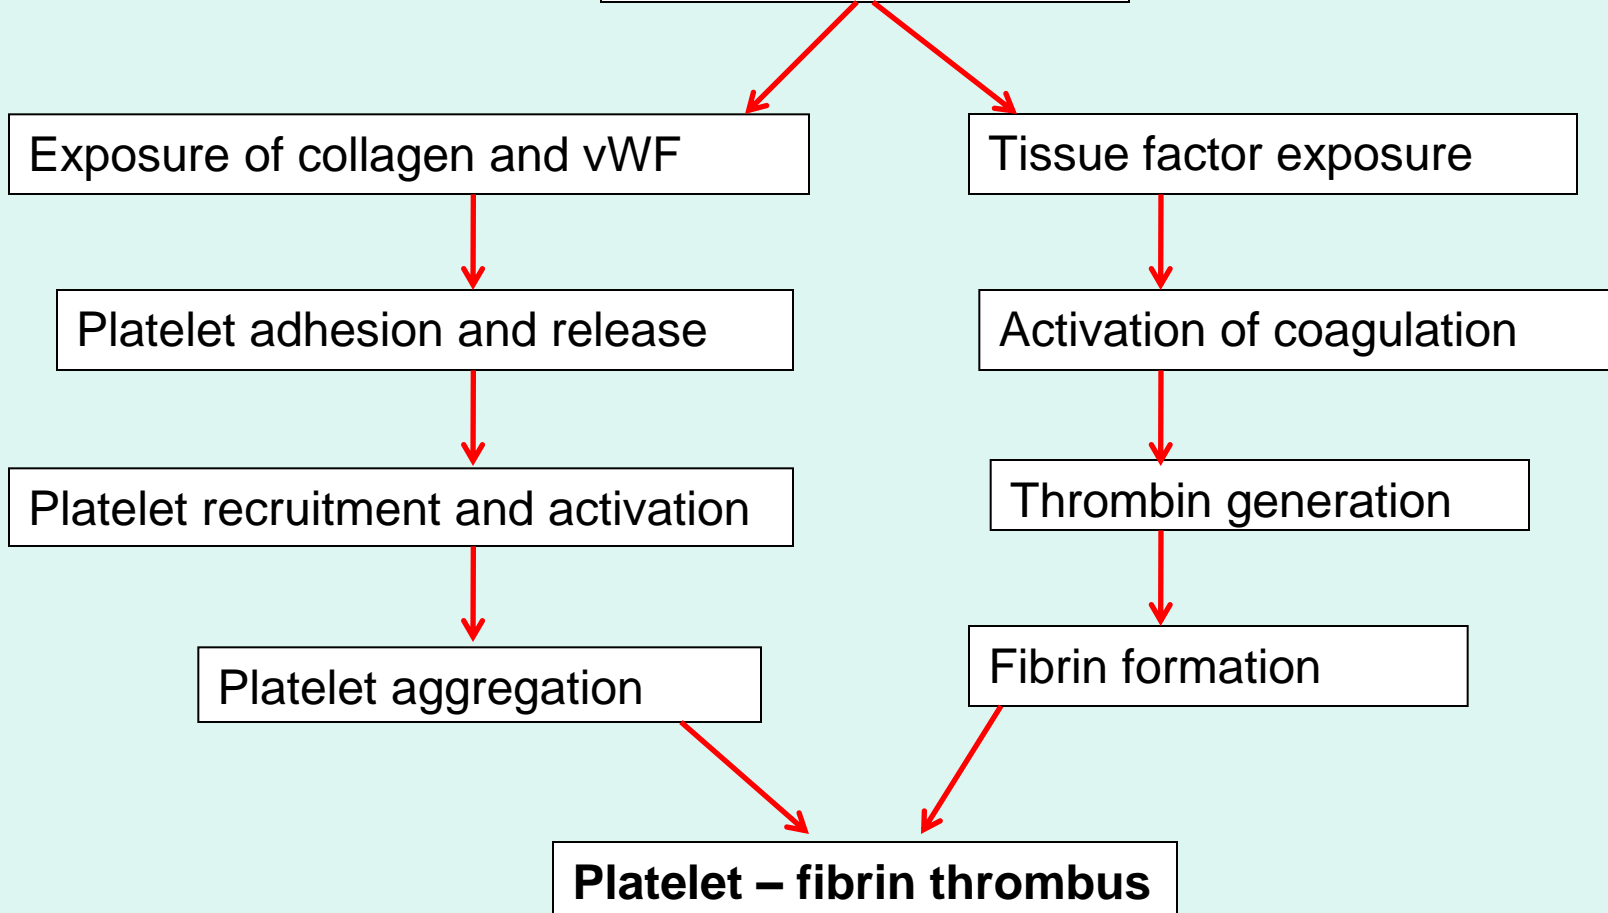 Exposure of collagen and vWF
Tissue factor exposure
Platelet adhesion and release
Activation of coagulation
Platelet recruitment and activation
Thrombin generation
Platelet aggregation
Fibrin formation
Platelet – fibrin thrombus